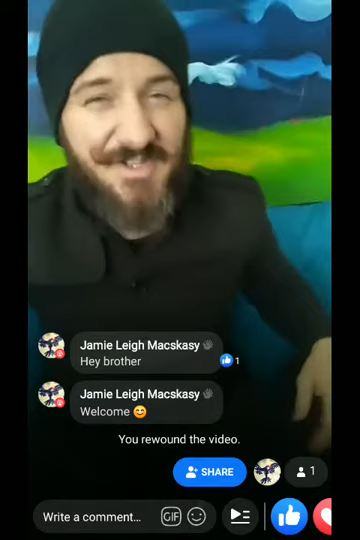 Jamie Leigh Macskasy
Hey brother
1
Jamie Leigh Macskasy
Welcome 😊
You rewound the video.
SHARE
1
Write a comment...
GIF